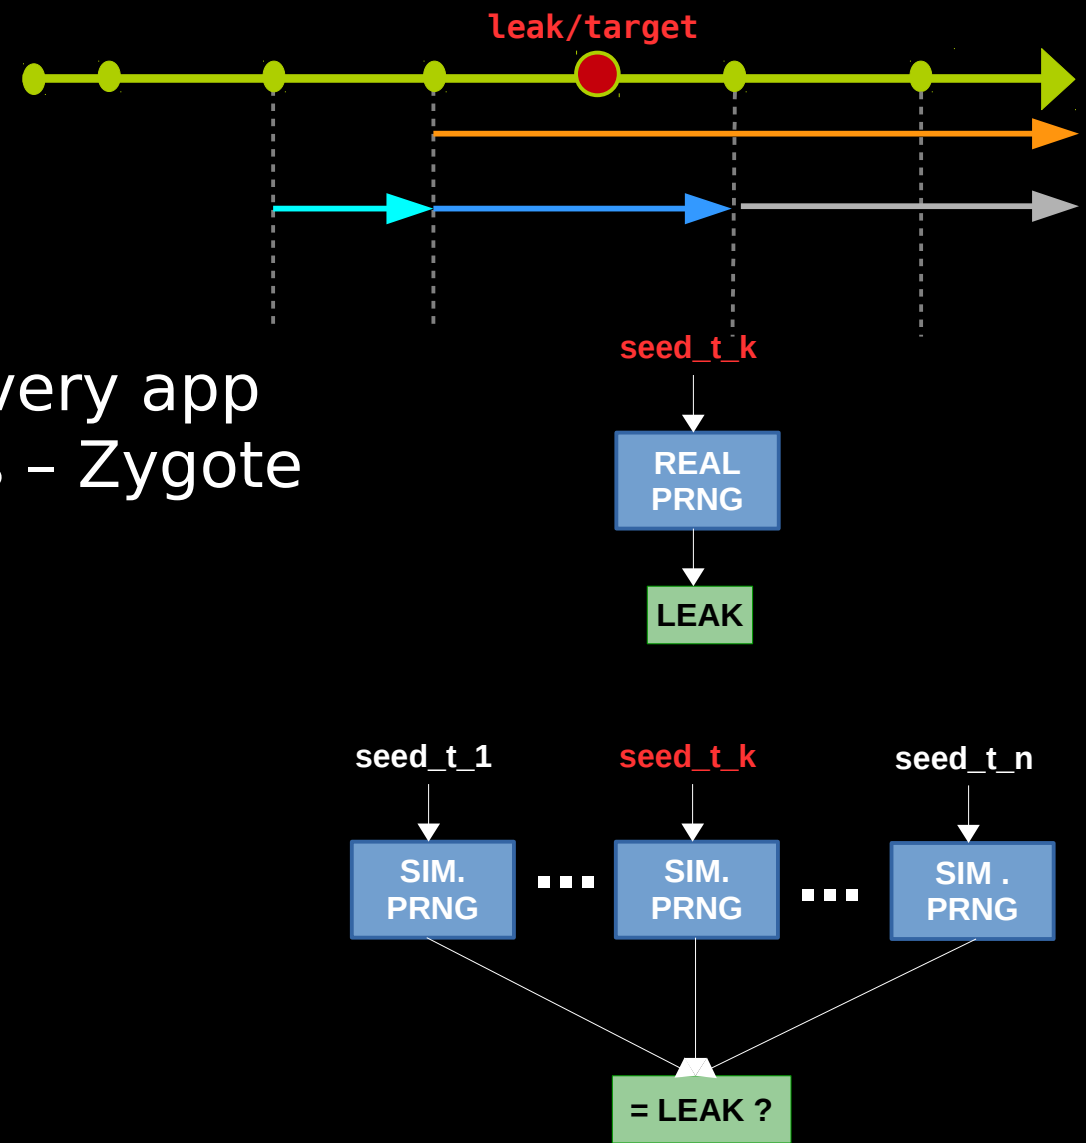 leak/target
seed_t_k
very app
– Zygote
REAL
PRNG
LEAK
seed_t_1
seed_t_k
seed_t_n
SIM.
PRNG
SIM.
PRNG
SIM .
PRNG
= LEAK ?